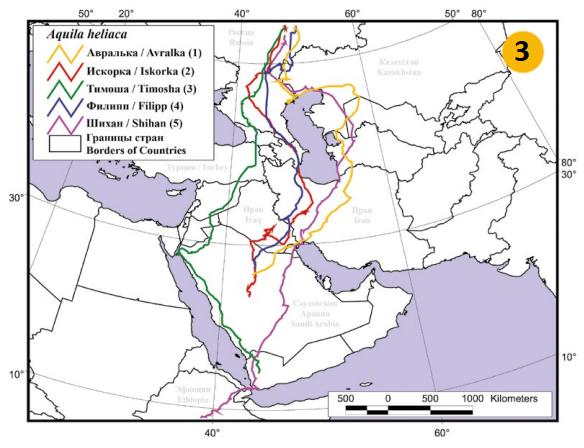 20° 50° 40° 60° 70° 80°
Aquila heliaca
Авралька / Avralka (1)
Искорка / Iskorka (2)
Тимоша / Timosha (3)
Филипп / Filipp (4)
Шихан / Shihan (5)
Границы стран
Borders of Countries
3
Россия
Russia
Казахстан
Kazakhstan
Турция / Turkey
Ирак
Iraq
Иран
Iran
Саудовская
Аравия
Saudi Arabia
Эфиопия
Ethiopia
30°
80°
30°
10°
10°
500 0 500 1000 Kilometers
40° 60°